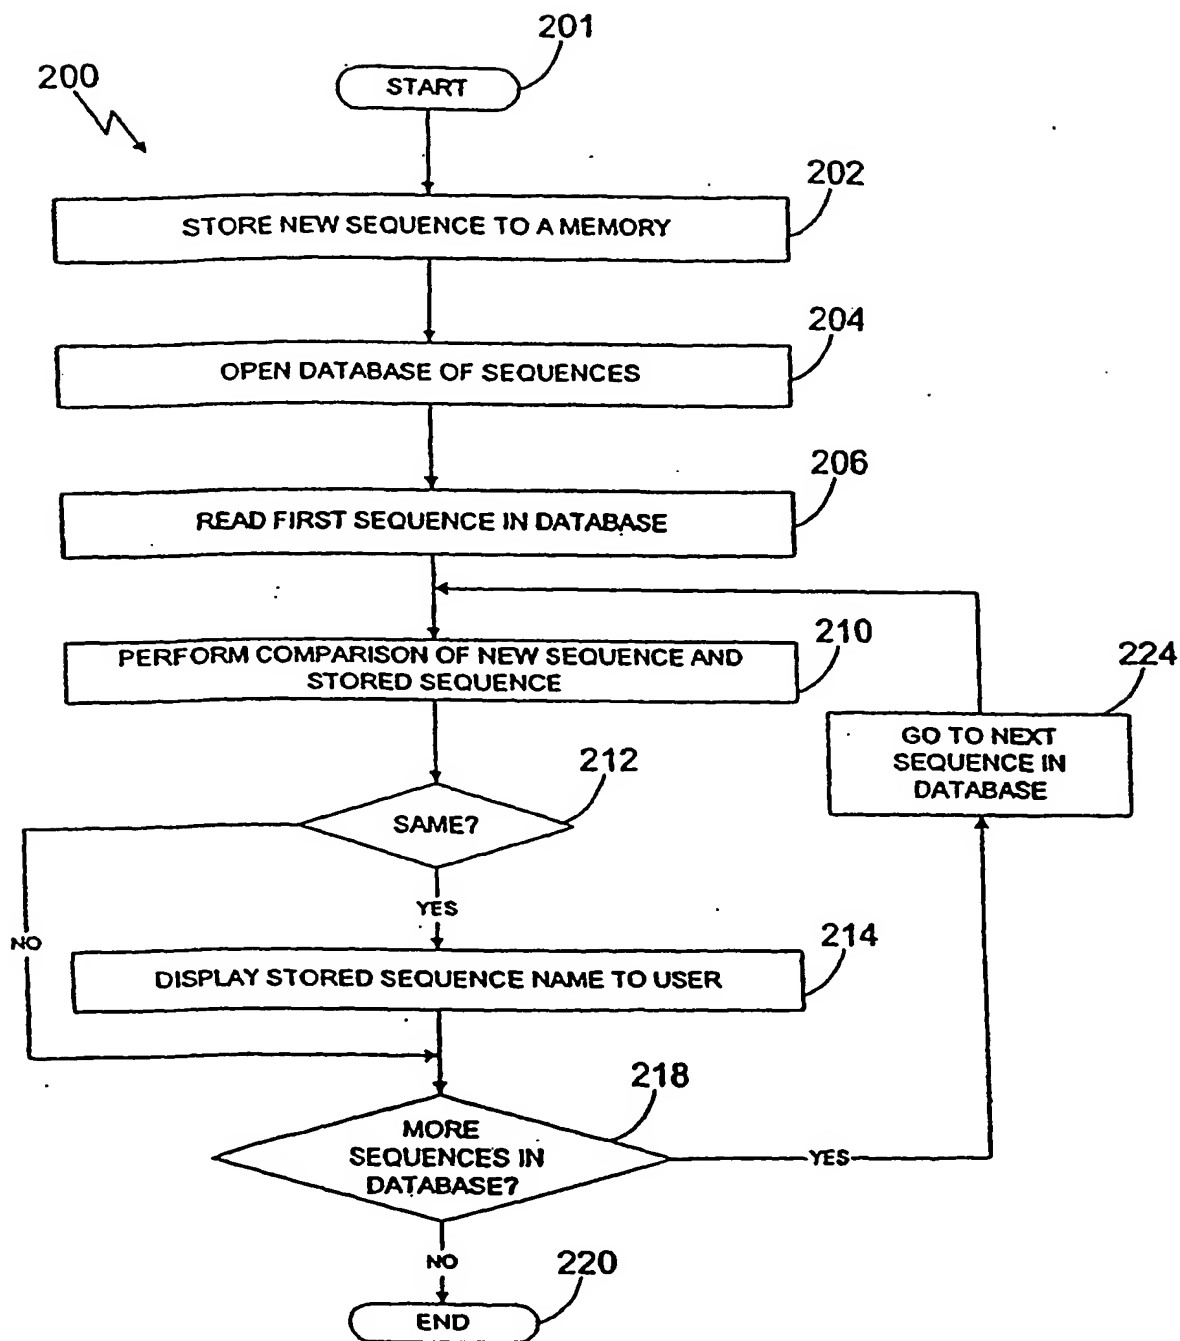 201
START
200
202
STORE NEW SEQUENCE TO A MEMORY
204
OPEN DATABASE OF SEQUENCES
206
READ FIRST SEQUENCE IN DATABASE
210
PERFORM COMPARISON OF NEW SEQUENCE AND
STORED SEQUENCE
224
GO TO NEXT
SEQUENCE IN
DATABASE
212
SAME?
YES
NO
214
DISPLAY STORED SEQUENCE NAME TO USER
218
MORE
SEQUENCES IN
DATABASE?
YES
NO
220
END